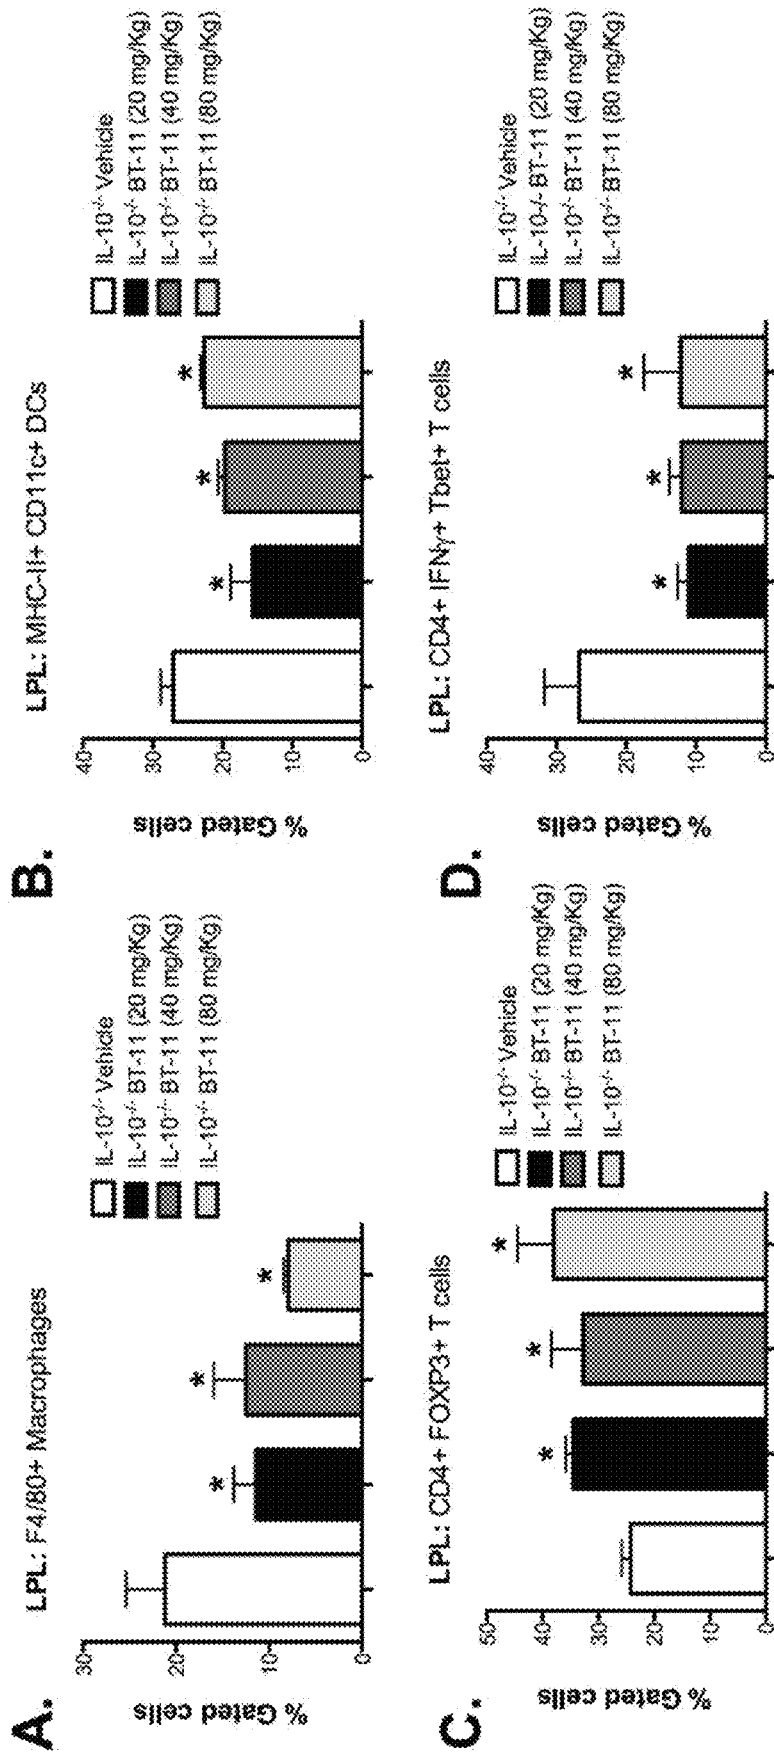 A.
LPL: F4/80+ Macrophages
% Gated cells
30
20
10
0
IL-10-/- Vehicle
IL-10-/- BT-11 (20 mg/Kg)
IL-10-/- BT-11 (40 mg/Kg)
IL-10-/- BT-11 (80 mg/Kg)
*
*
*
B.
LPL: MHC-II+ CD11c+ DCs
% Gated cells
40
30
20
10
0
IL-10-/- Vehicle
IL-10-/- BT-11 (20 mg/Kg)
IL-10-/- BT-11 (40 mg/Kg)
IL-10-/- BT-11 (80 mg/Kg)
*
*
*
C.
LPL: CD4+ FOXP3+ T cells
% Gated cells
50
40
30
20
10
0
IL-10-/- Vehicle
IL-10-/- BT-11 (20 mg/Kg)
IL-10-/- BT-11 (40 mg/Kg)
IL-10-/- BT-11 (80 mg/Kg)
*
*
*
D.
LPL: CD4+ IFNγ+ Tbet+ T cells
% Gated cells
40
30
20
10
0
IL-10-/- Vehicle
IL-10-/- BT-11 (20 mg/Kg)
IL-10-/- BT-11 (40 mg/Kg)
IL-10-/- BT-11 (80 mg/Kg)
*
*
*